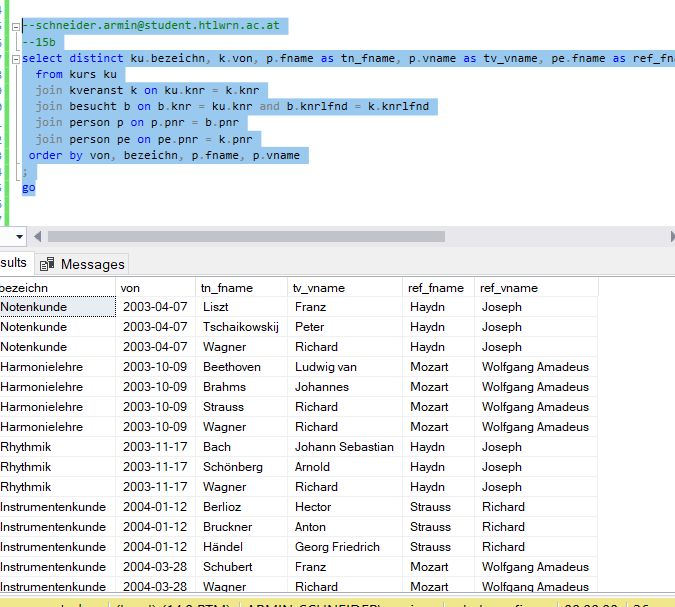 --schneider.armin@student.htlwrn.ac.at
--15b
select distinct ku.bezeichn, k.von, p.fname as tn_fname, p.vname as tv_vname, pe.fname as
from kurs ku
join kveranst k on ku.knr = k.knr
join besucht b on b.knr = ku.knr and b.knrlfnd = k.knrlfnd
join person p on p.pnr = b.pnr
join person pe on pe.pnr = k.pnr
order by von, bezeichn, p.fname, p.vname
;
go
Messages
bezeichn von tn_fname tv_vname ref_fname ref_vname
Notenkunde 2003-04-07 Liszt Franz Haydn Joseph
Notenkunde 2003-04-07 Tschaikowskij Peter Haydn Joseph
Notenkunde 2003-04-07 Wagner Richard Haydn Joseph
Harmonielehre 2003-10-09 Beethoven Ludwig van Mozart Wolfgang Amadeus
Harmonielehre 2003-10-09 Brahms Johannes Mozart Wolfgang Amadeus
Harmonielehre 2003-10-09 Strauss Richard Mozart Wolfgang Amadeus
Harmonielehre 2003-10-09 Wagner Richard Mozart Wolfgang Amadeus
Rhythmik 2003-11-17 Bach Johann Sebastian Haydn Joseph
Rhythmik 2003-11-17 Schönberg Arnold Haydn Joseph
Rhythmik 2003-11-17 Wagner Richard Haydn Joseph
Instrumentenkunde 2004-01-12 Berlioz Hector Strauss Richard
Instrumentenkunde 2004-01-12 Bruckner Anton Strauss Richard
Instrumentenkunde 2004-01-12 Händel Georg Friedrich Strauss Richard
Instrumentenkunde 2004-03-28 Schubert Franz Mozart Wolfgang Amadeus
Instrumentenkunde 2004-03-28 Wagner Richard Mozart Wolfgang Amadeus